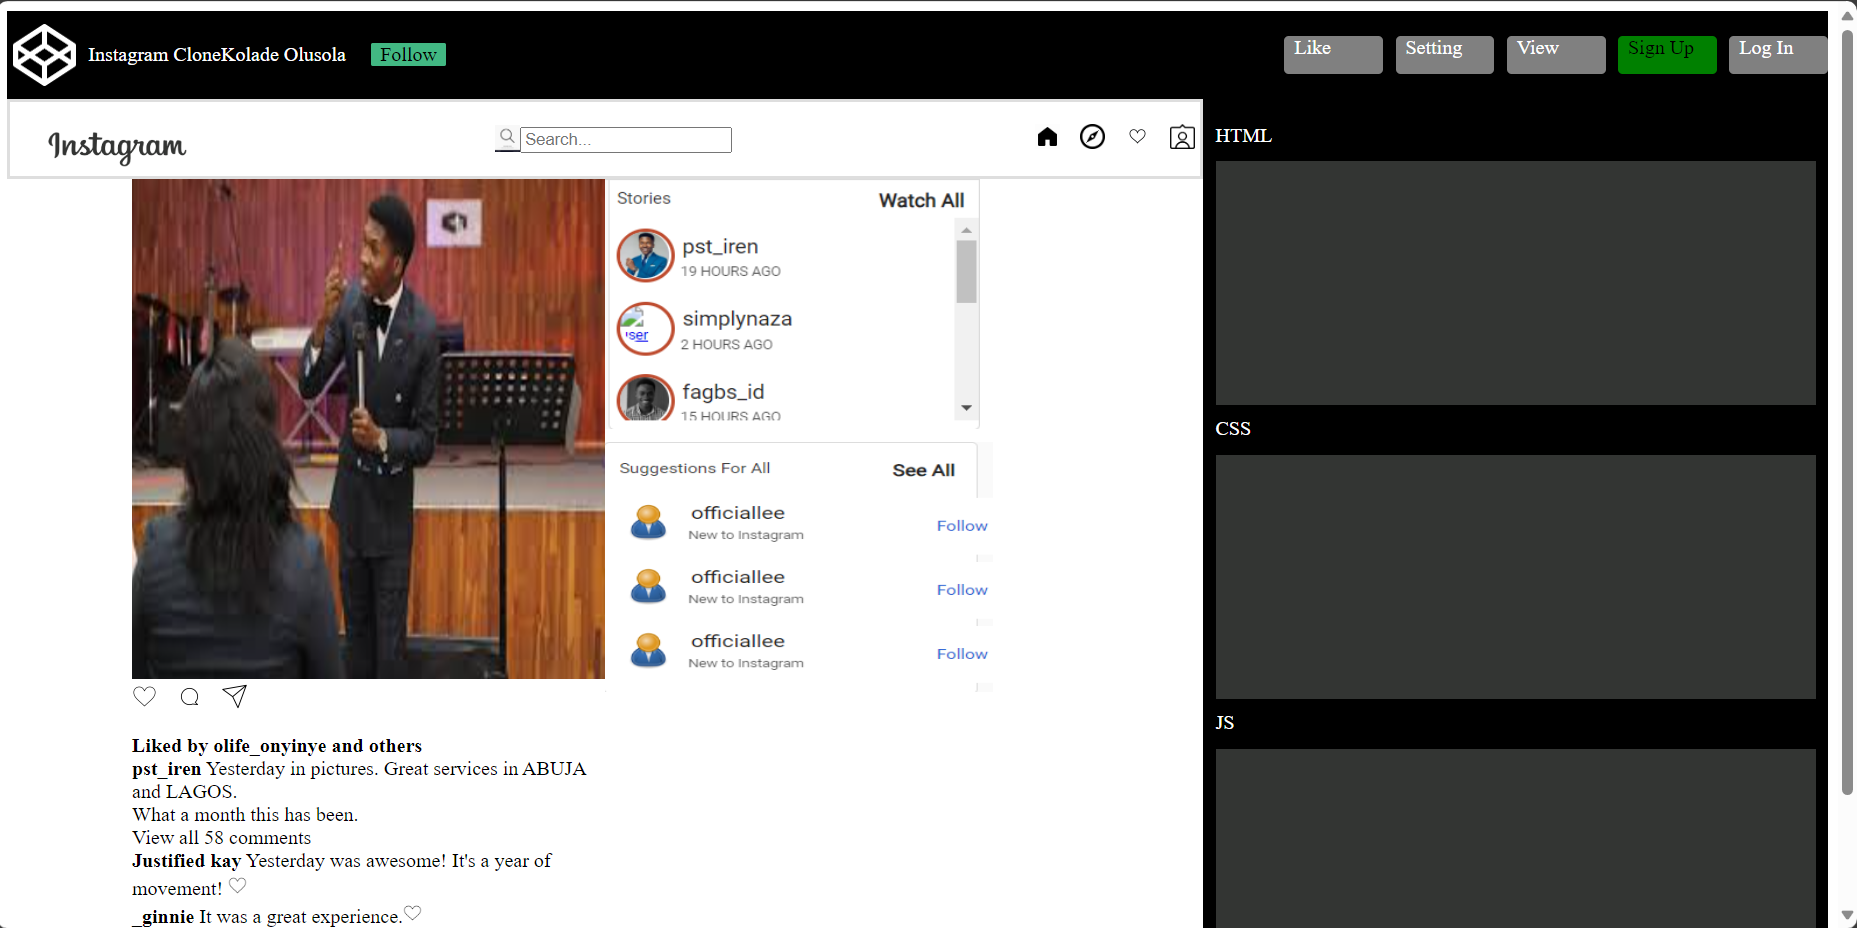 Instagram CloneKolade Olusola
Follow
Like
Setting
View
Sign Up
Log In
Instagram
Search...
Stories
Watch All
pst_iren
19 HOURS AGO
simplynaza
2 HOURS AGO
fagbs_id
15 HOURS AGO
Suggestions For All
See All
officiallee
New to Instagram
Follow
officiallee
New to Instagram
Follow
officiallee
New to Instagram
Follow
Liked by olife_onyinye and others
pst_iren Yesterday in pictures. Great services in ABUJA
and LAGOS.
What a month this has been.
View all 58 comments
Justified kay Yesterday was awesome! It's a year of
movement!
_ginnie It was a great experience.
HTML
CSS
JS